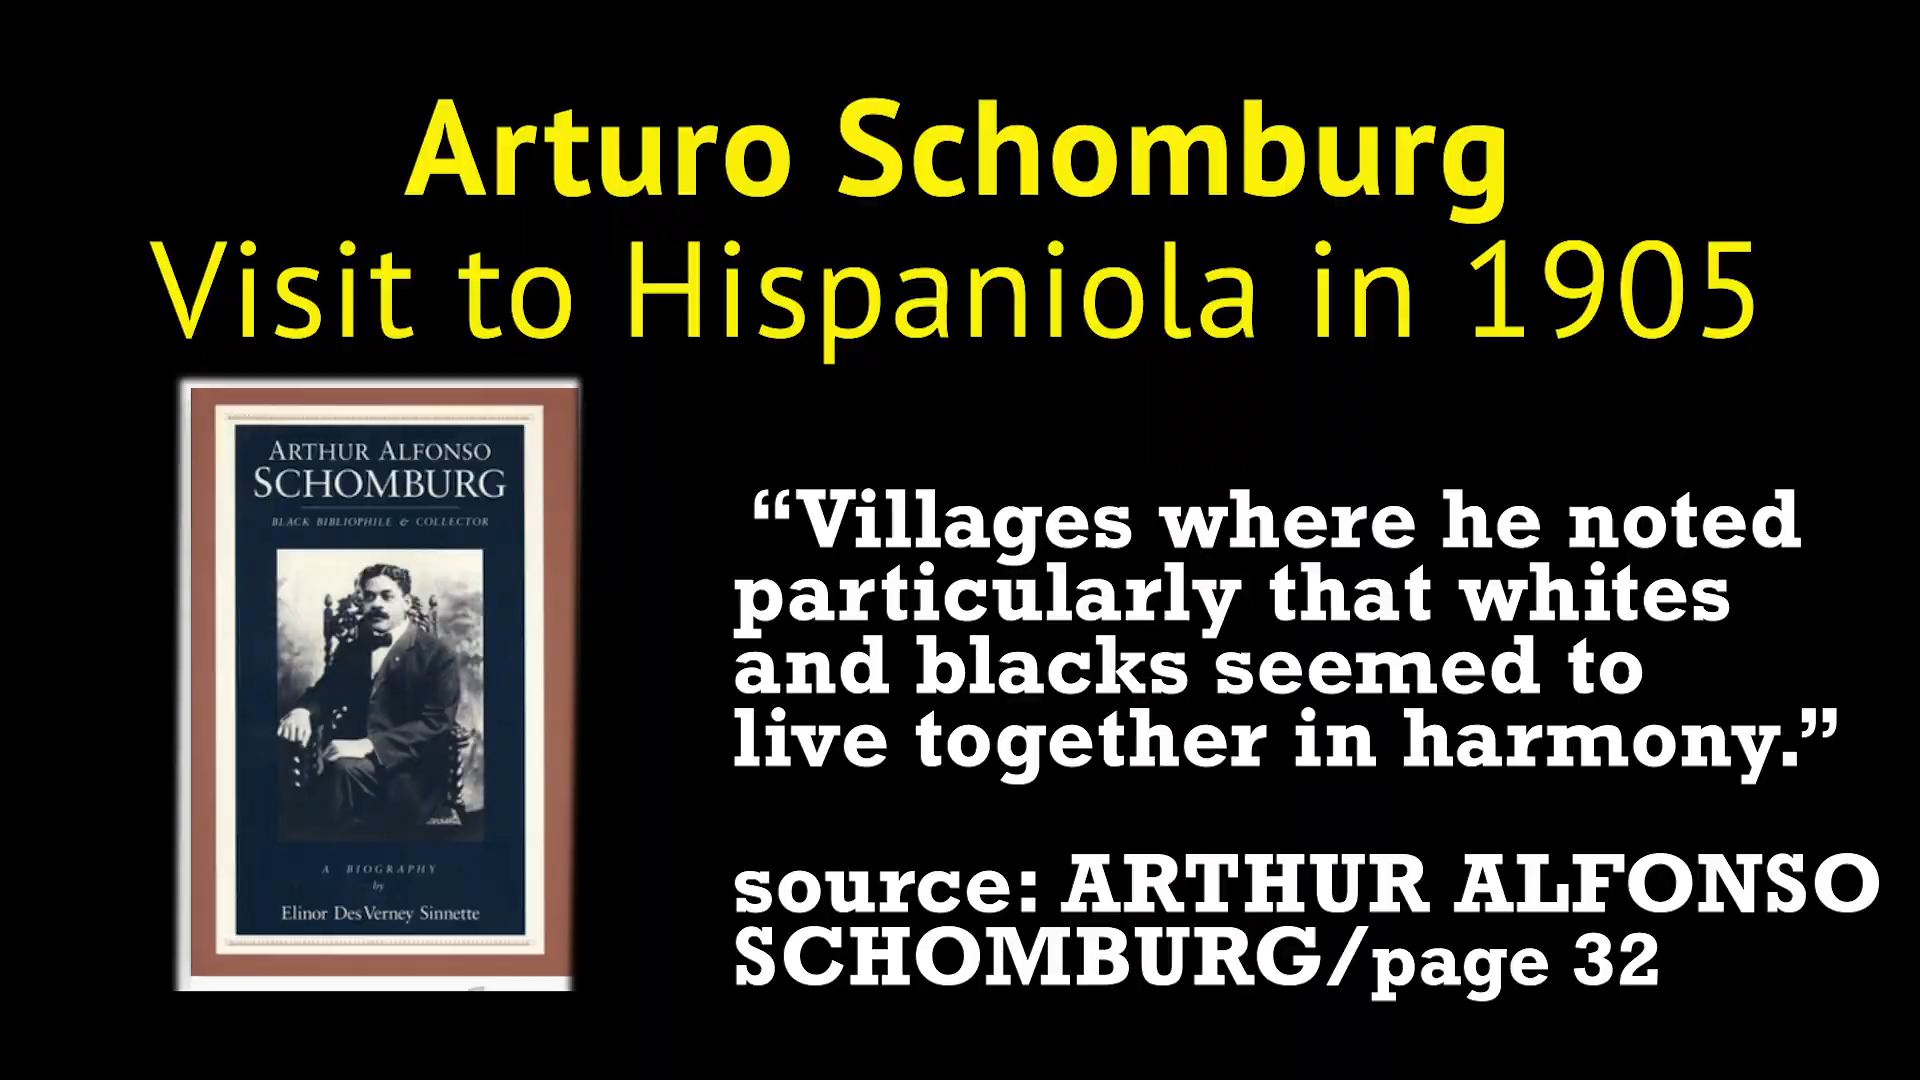 Arturo Schomburg
Visit to Hispaniola in 1905
ARTHUR ALFONSO
SCHOMBURG
BLACK BIBLIOPHILE & COLLECTOR
A BIOGRAPHY
by
Elinor Des Verney Sinnette
“Villages where he noted
particularly that whites
and blacks seemed to
live together in harmony.”
source: ARTHUR ALFONSO
SCHOMBURG/page 32